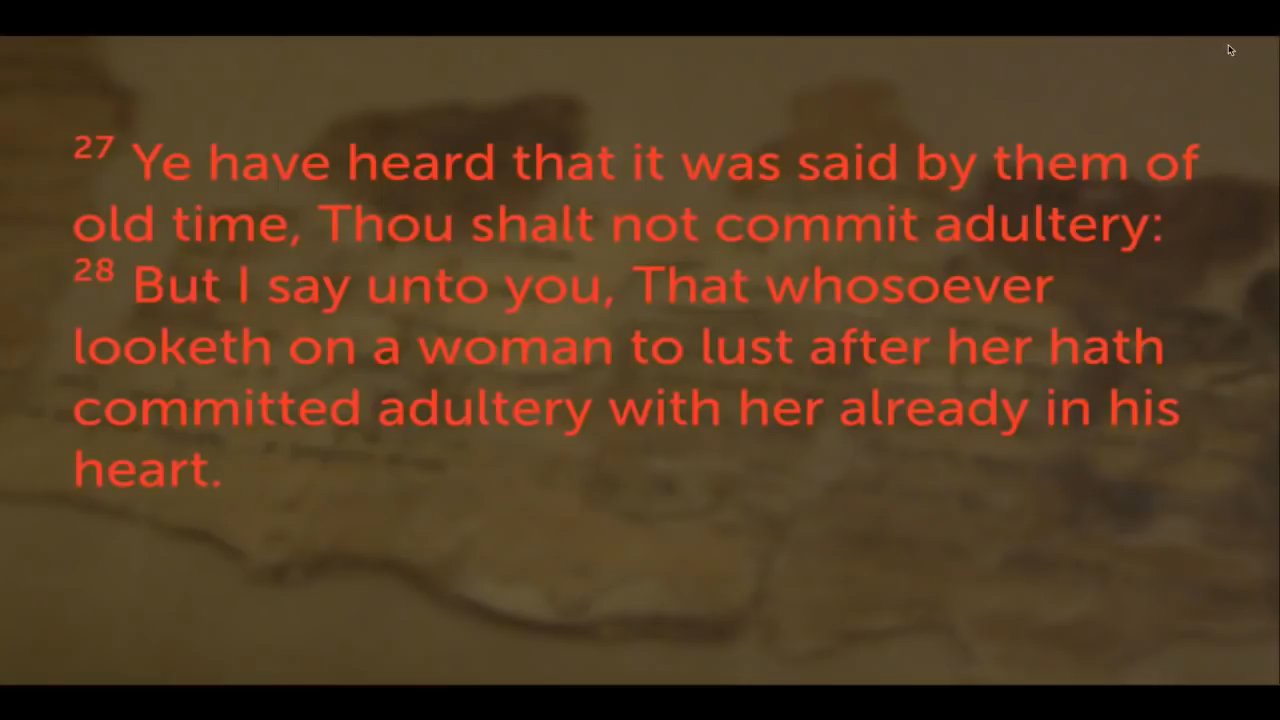 27 Ye have heard that it was said by them of
old time, Thou shalt not commit adultery:
28 But I say unto you, That whosoever
looketh on a woman to lust after her hath
committed adultery with her already in his
heart.